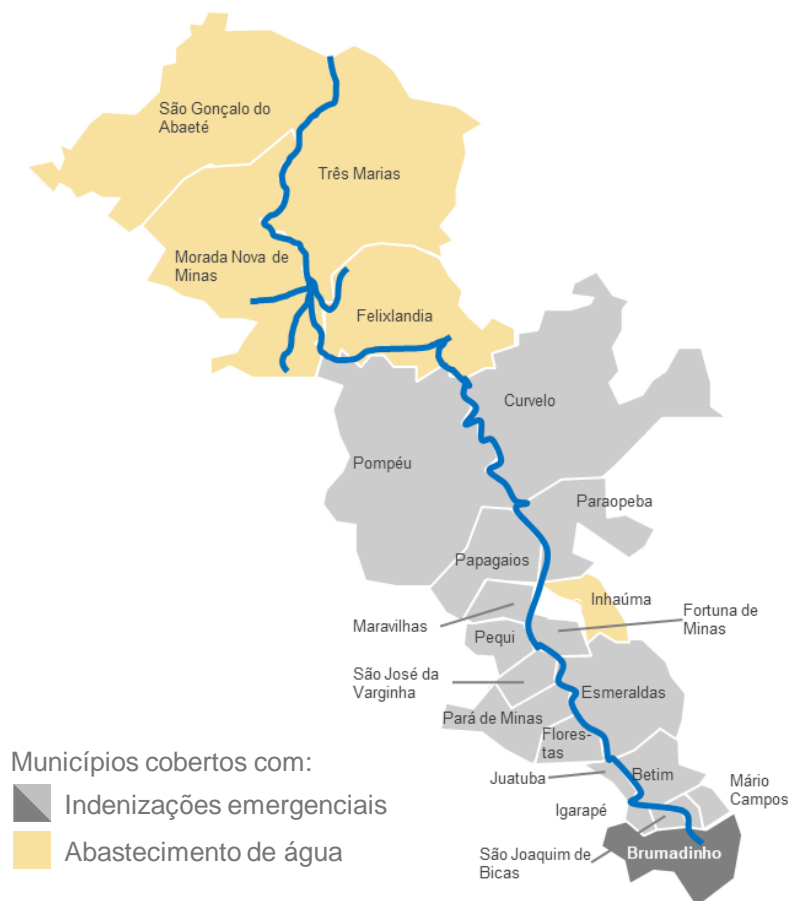 São Gonçalo do
Abaeté
Três Marias
Morada Nova de
Minas
Felixlandia
Curvelo
Pompéu
Paraopeba
Papagaios
Inhaúma
Fortuna de
Minas
Maravilhas
Pequi
São José da
Varginha
Esmeraldas
Pará de Minas
Flores-
tas
Juatuba
Betim
Mário
Campos
Igarapé
São Joaquim de
Bicas
Brumadinho
Municípios cobertos com:
Indenizações emergenciais
Abastecimento de água